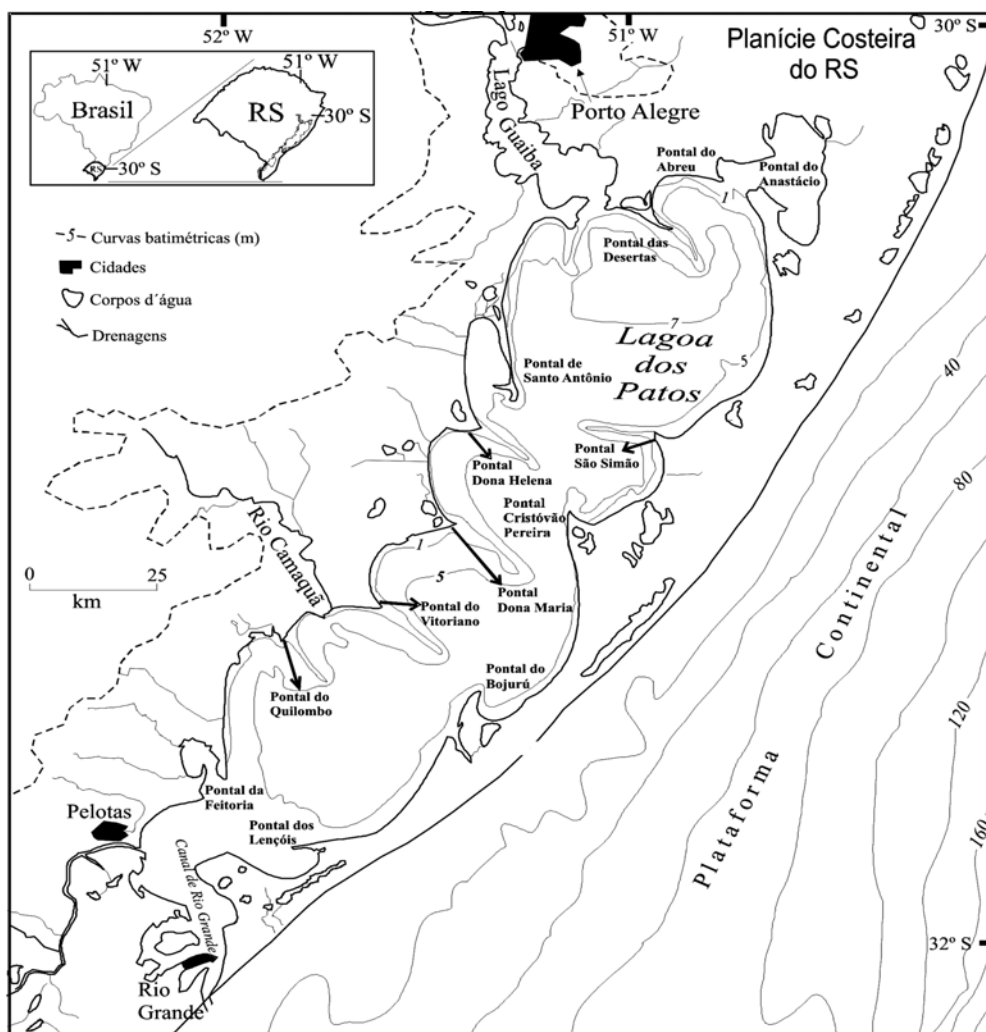 52º W
51º W
30º S
Planície Costeira
do RS
51º W
51º W
Brasil
RS
30º S
RS
30º S
Lago Guaiba
Porto Alegre
Pontal do
Abreu
Pontal do
Anastácio
1
-5- Curvas batimétricas (m)
Cidades
Corpos d´água
Drenagens
Pontal das
Desertas
7
Lagoa
dos
Patos
5
40
Pontal de
Santo Antônio
Pontal
São Simão
Pontal
Dona Helena
80
Pontal
Cristóvão
Pereira
Rio Camaquã
1
5
0 25
km
Pontal
Dona Maria
Pontal do
Vitoriano
Pontal do
Bojurú
Pontal do
Quilombo
120
Plataforma Continental
Pontal da
Feitoria
Pelotas
Pontal dos
Lençóis
160
Canal de Rio Grande
32º S
Rio
Grande